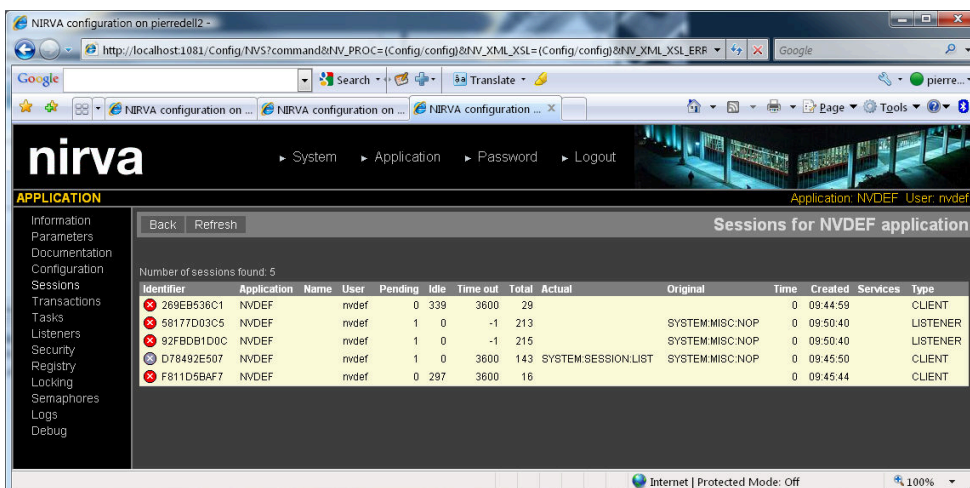 NIRVA configuration on pierredell2 -
http://localhost:1081/Config/NVS?command&NV_PROC=(Config/config)&NV_XML_XSL=(Config/config)&NV_XML_XSL_ERR
Google
Google
Search
Translate
pierre...
NIRVA configuration on ...
NIRVA configuration on ...
NIRVA configuration ...
Page
Tools
nirva
System
Application
Password
Logout
APPLICATION
Application: NVDEF User: nvdef
Information
Parameters
Documentation
Configuration
Sessions
Transactions
Tasks
Listeners
Security
Registry
Locking
Semaphores
Logs
Debug
Back Refresh
Sessions for NVDEF application
Number of sessions found: 5
Identifier Application Name User Pending Idle Time out Total Actual Original Time Created Services Type
269EB536C1 NVDEF nvdef 0 339 3600 29 0 09:44:59 CLIENT
58177D03C5 NVDEF nvdef 1 0 -1 213 SYSTEM:MISC:NOP 0 09:50:40 LISTENER
92FBDB1D0C NVDEF nvdef 1 0 -1 215 SYSTEM:MISC:NOP 0 09:50:40 LISTENER
D78492E507 NVDEF nvdef 1 0 3600 143 SYSTEM:SESSION:LIST SYSTEM:MISC:NOP 0 09:45:50 CLIENT
F811D5BAF7 NVDEF nvdef 0 297 3600 16 0 09:45:44 CLIENT
Internet | Protected Mode: Off
100%